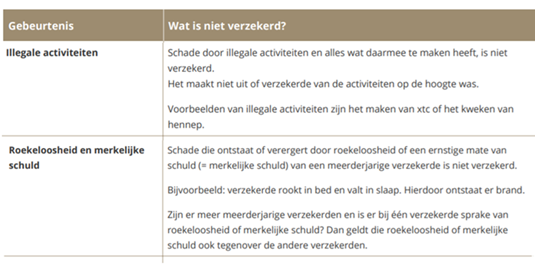 Gebeurtenis
Wat is niet verzekerd?
Illegale activiteiten
Schade door illegale activiteiten en alles wat daarmee te maken heeft, is niet
verzekerd.
Het maakt niet uit of verzekerde van de activiteiten op de hoogte was.
Voorbeelden van illegale activiteiten zijn het maken van xtc of het kweken van
hennep.
Roekeloosheid en merkelijke
schuld
Schade die ontstaat of verergert door roekeloosheid of een ernstige mate van
schuld (= merkelijke schuld) van een meerderjarige verzekerde is niet verzekerd.
Bijvoorbeeld: verzekerde rookt in bed en valt in slaap. Hierdoor ontstaat er brand.
Zijn er meer meerderjarige verzekerden en is er bij één verzekerde sprake van
roekeloosheid of merkelijke schuld? Dan geldt die roekeloosheid of merkelijke
schuld ook tegenover de andere verzekerden.